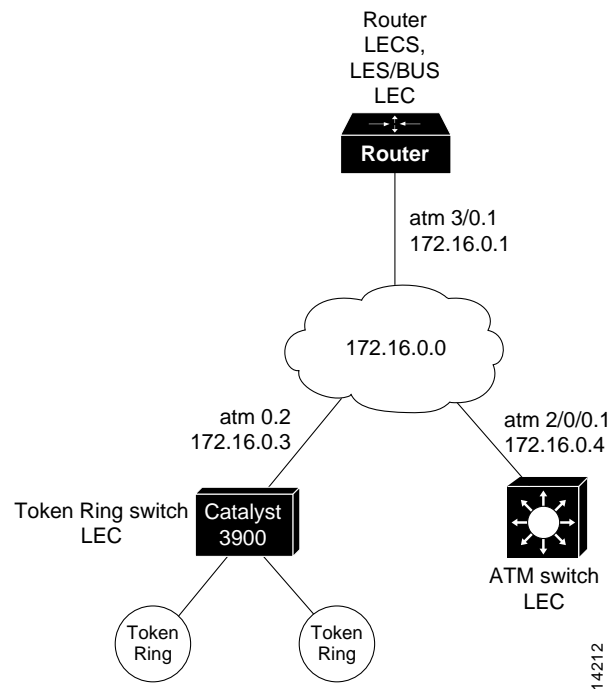 Router
LECS,
LES/BUS
LEC
Router
atm 3/0.1
172.16.0.1
172.16.0.0
atm 0.2
172.16.0.3
atm 2/0/0.1
172.16.0.4
Token Ring switch
LEC
Catalyst
3900
ATM switch
LEC
Token
Ring
Token
Ring
14212